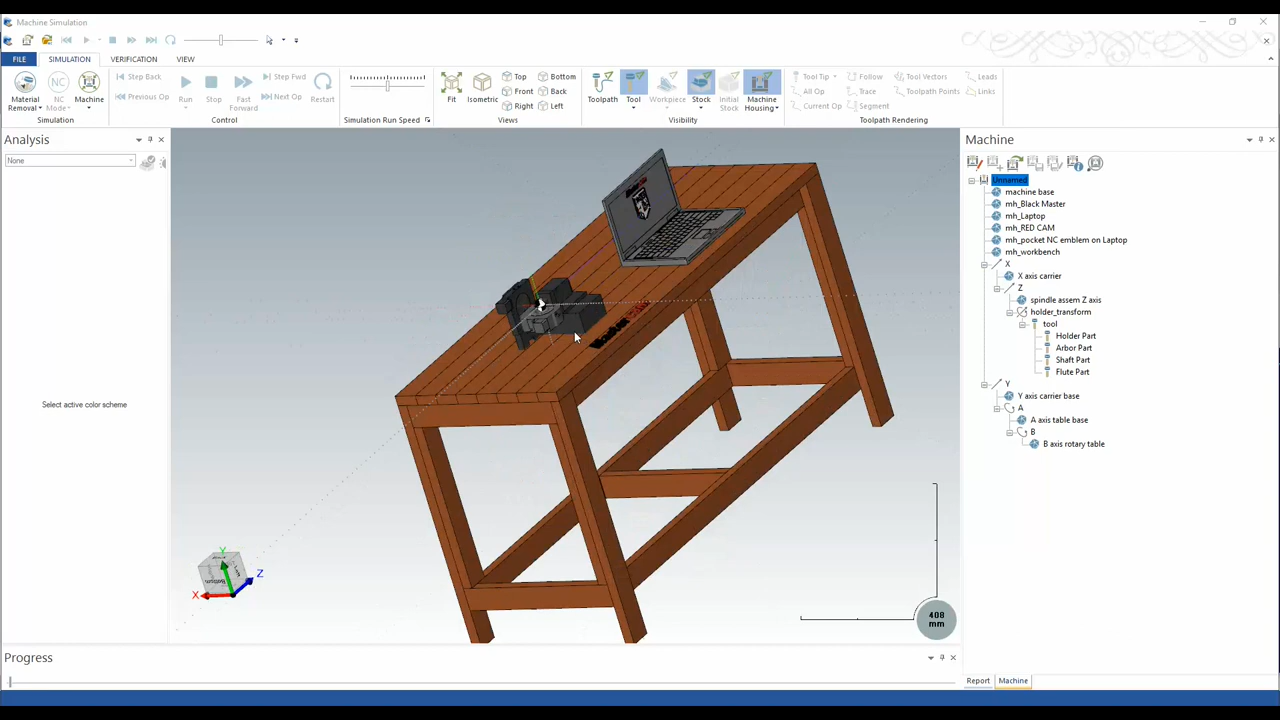 Machine Simulation
FILE
SIMULATION
VERIFICATION
VIEW
Material Removal
NC Mode
Machine
Simulation
Step Back
Previous Op
Run
Stop
Fast Forward
Step Fwd
Next Op
Restart
Control
Simulation Run Speed
Fit
Isometric
Top
Front
Right
Bottom
Back
Left
Views
Toolpath
Tool
Workpiece
Stock
Initial Stock
Machine Housing
Visibility
Tool Tip
All Op
Current Op
Follow
Trace
Segment
Tool Vectors
Toolpath Points
Leads
Links
Toolpath Rendering
Analysis
None
Select active color scheme
Machine
Unnamed
machine base
mh_Black Master
mh_Laptop
mh_RED CAM
mh_pocket NC emblem on Laptop
mh_workbench
X
X axis carrier
Z
spindle assem Z axis
holder_transform
tool
Holder Part
Arbor Part
Shaft Part
Flute Part
Y
Y axis carrier base
A
A axis table base
B
B axis rotary table
Y
Z
X
Bottom
408
mm
Progress
Report
Machine